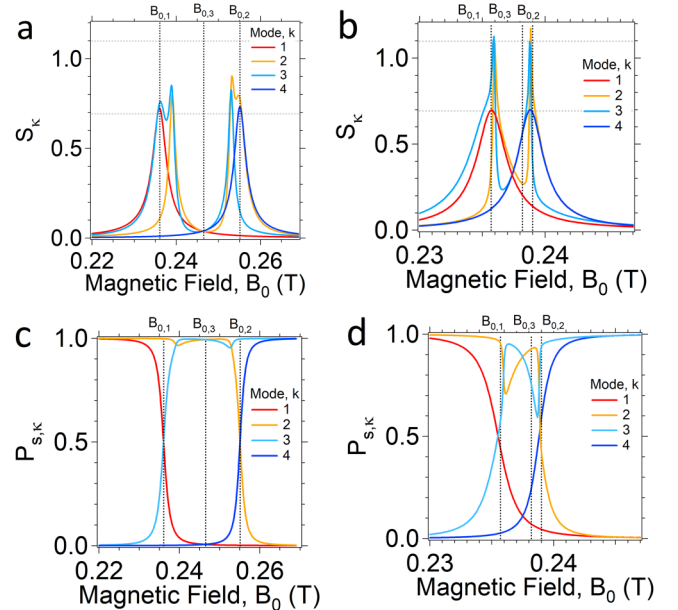 a
B0,1 B0,3 B0,2
1.0
0.5
0.0
Sκ
Mode, k
1
2
3
4
0.22 0.24 0.26
Magnetic Field, B0 (T)
b
B0,1 B0,3 B0,2
1.0
0.5
0.0
Sκ
Mode, k
1
2
3
4
0.23 0.24
Magnetic Field, B0 (T)
c
B0,1 B0,3 B0,2
1.0
0.5
0.0
Ps,κ
Mode, k
1
2
3
4
0.22 0.24 0.26
Magnetic Field, B0 (T)
d
B0,1 B0,3 B0,2
1.0
0.5
0.0
Ps,κ
Mode, k
1
2
3
4
0.23 0.24
Magnetic Field, B0 (T)